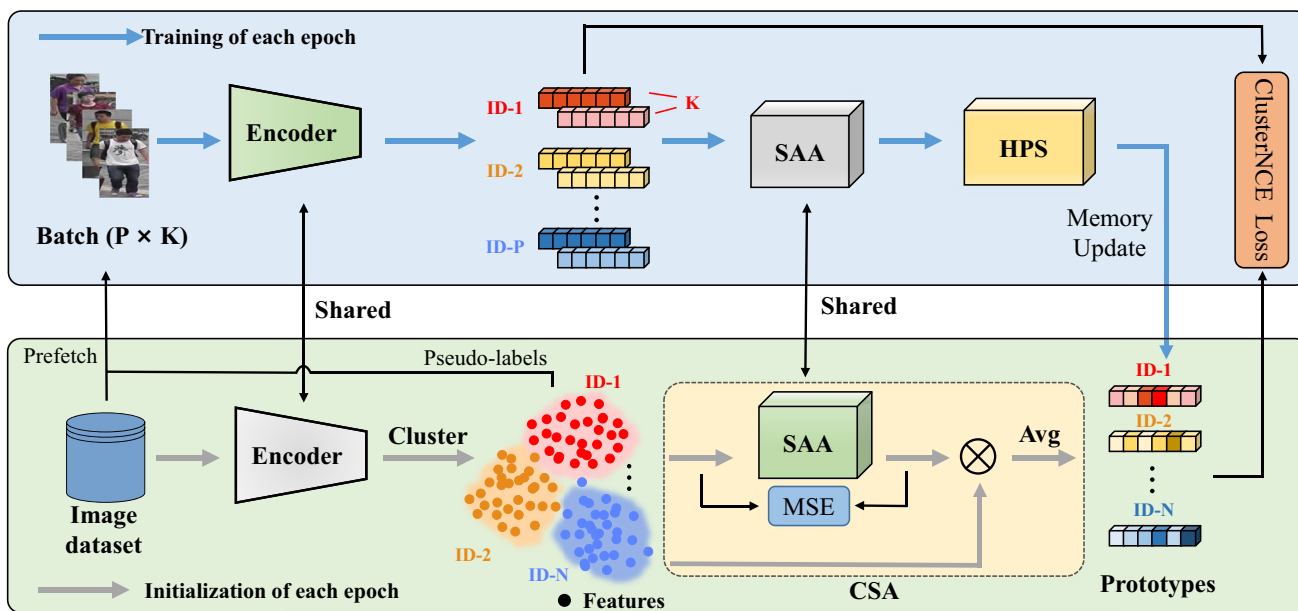 Training of each epoch
Encoder
ID-1
K
ID-2
ID-P
SAA
HPS
ClusterNCE Loss
Batch (P × K)
Memory
Update
Shared
Shared
Prefetch
Pseudo-labels
Image
dataset
Encoder
Cluster
ID-1
ID-2
ID-N
Features
SAA
MSE
Avg
CSA
ID-1
ID-2
ID-N
Prototypes
Initialization of each epoch